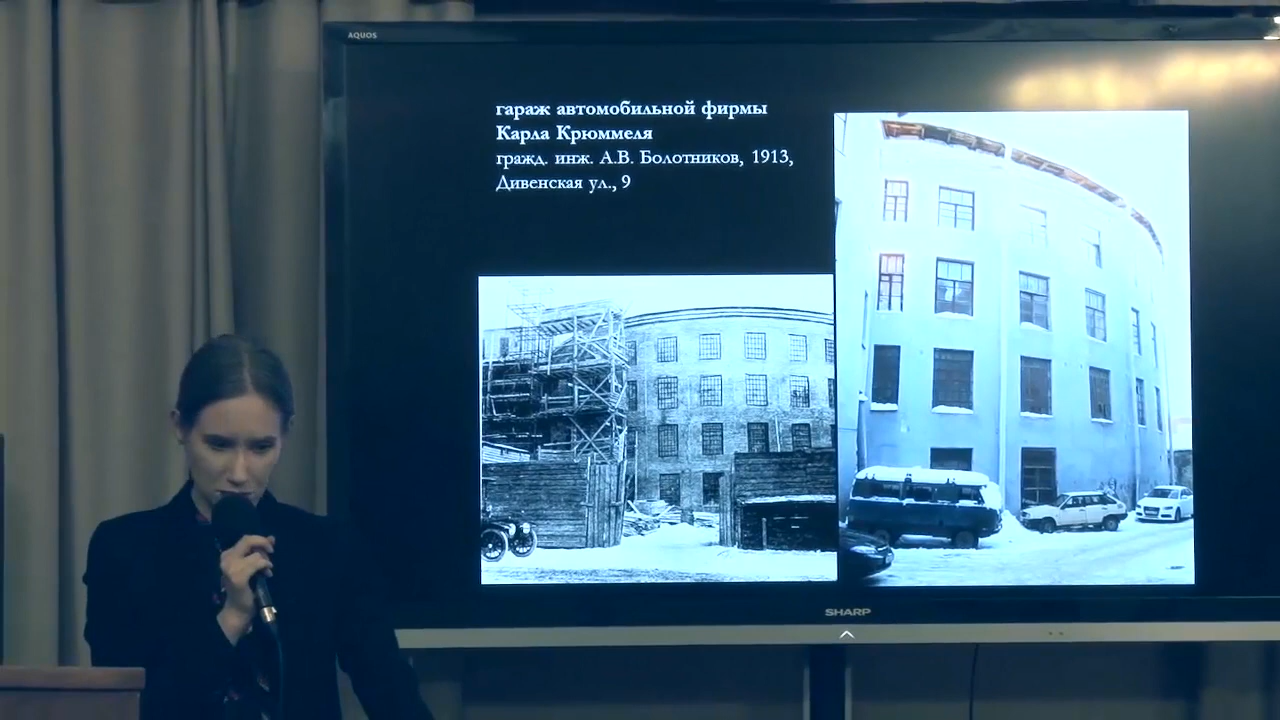 AQUOS
гараж автомобильной фирмы
Карла Крюммеля
гражд. инж. А.В. Болотников, 1913,
Дивенская ул., 9
SHARP